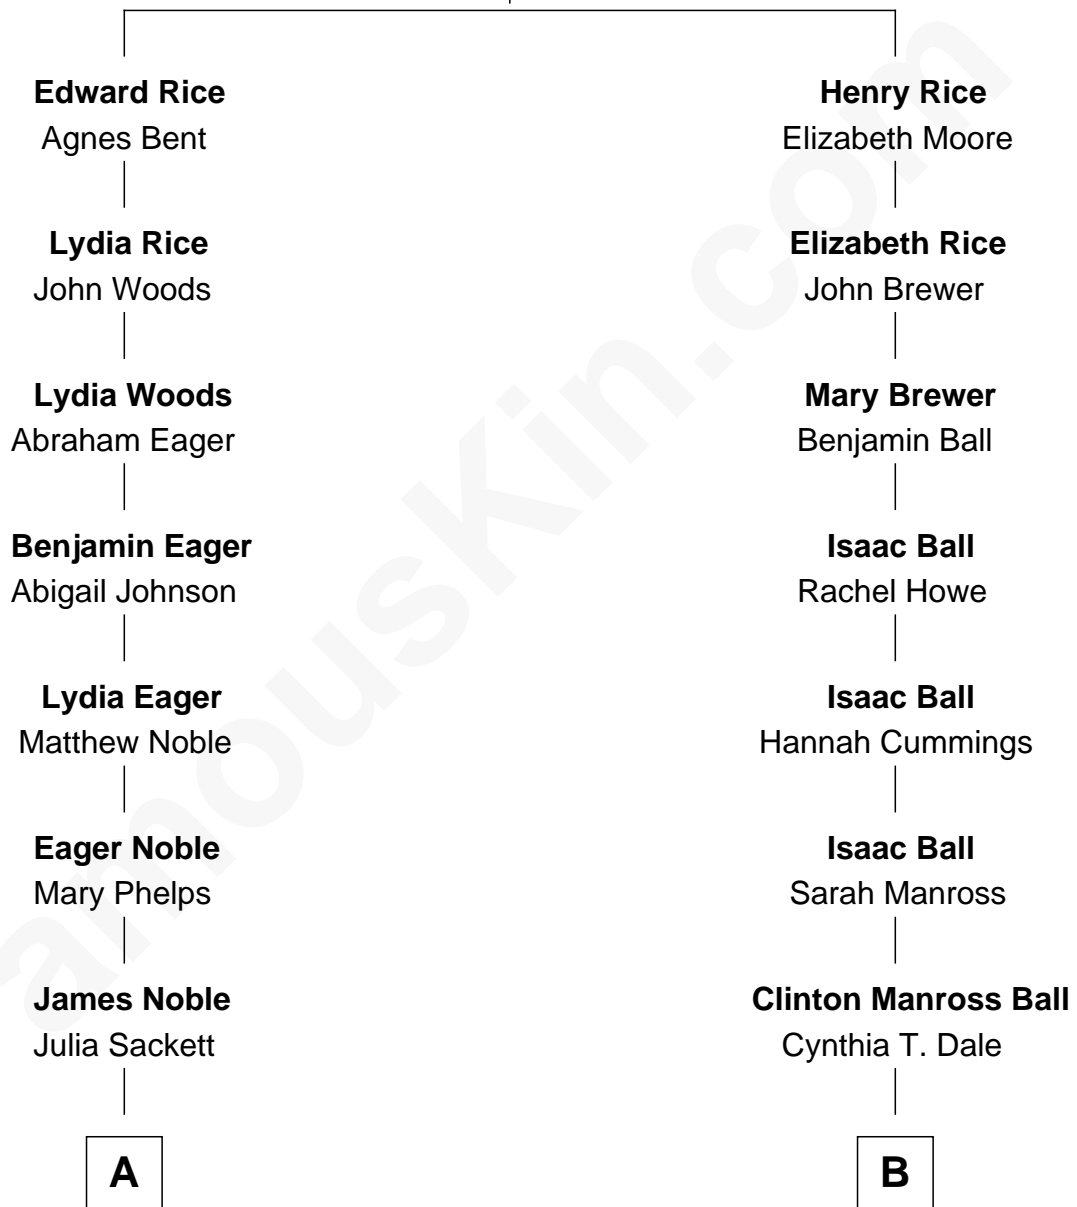 Edward Rice
Agnes Bent
Henry Rice
Elizabeth Moore
Lydia Rice
John Woods
Elizabeth Rice
John Brewer
Lydia Woods
Abraham Eager
Mary Brewer
Benjamin Ball
Benjamin Eager
Abigail Johnson
Isaac Ball
Rachel Howe
Lydia Eager
Matthew Noble
Isaac Ball
Hannah Cummings
Eager Noble
Mary Phelps
Isaac Ball
Sarah Manross
James Noble
Julia Sackett
Clinton Manross Ball
Cynthia T. Dale
A
B
amouskin.com